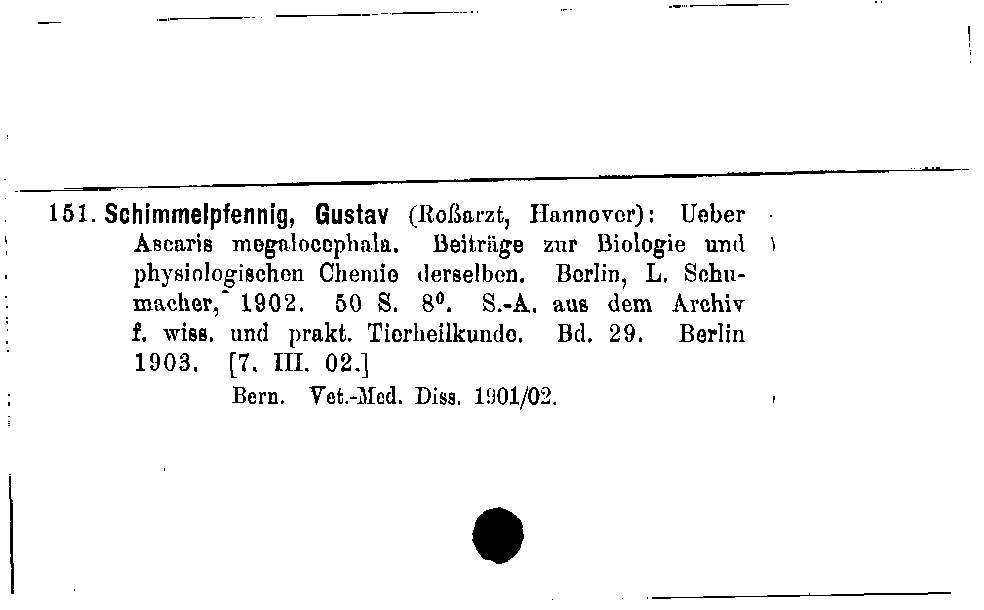 151. Schimmelpfennig, Gustav (Roßarzt, Hannover): Ueber
Ascaris megalocephala. Beiträge zur Biologie und
physiologischen Chemie derselben. Berlin, L. Schu-
macher, 1902. 50 S. 8⁰. S.-A. aus dem Archiv
f. wiss. und prakt. Tierheilkunde. Bd. 29. Berlin
1903. [7. III. 02.]
Bern. Vet.-Med. Diss. 1901/02.